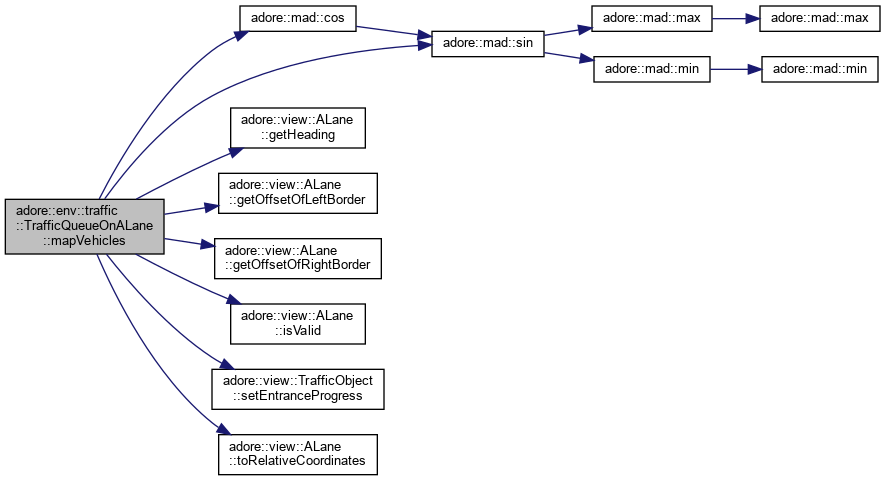 adore::env::traffic
::TrafficQueueOnALane
::mapVehicles
adore::mad::cos
adore::mad::sin
adore::mad::max
adore::mad::max
adore::mad::min
adore::mad::min
adore::view::ALane
::getHeading
adore::view::ALane
::getOffsetOfLeftBorder
adore::view::ALane
::getOffsetOfRightBorder
adore::view::ALane
::isValid
adore::view::TrafficObject
::setEntranceProgress
adore::view::ALane
::toRelativeCoordinates